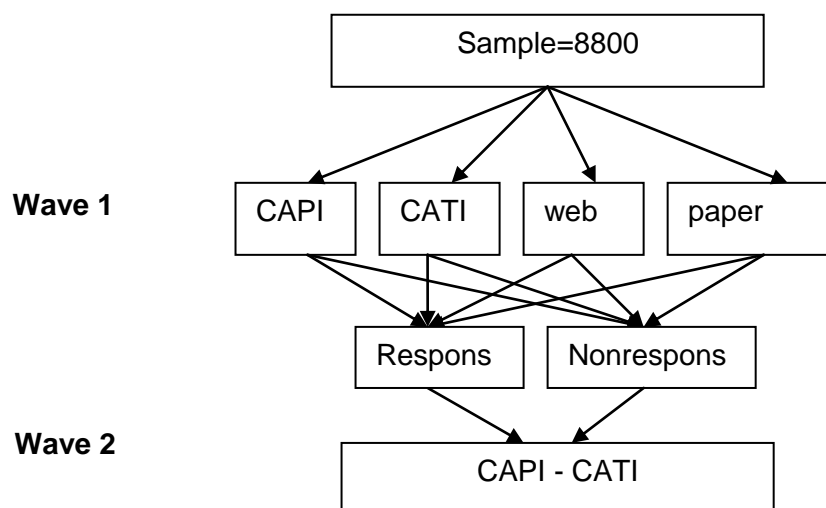 Sample=8800
Wave 1
CAPI
CATI
web
paper
Respons
Nonrespons
Wave 2
CAPI - CATI